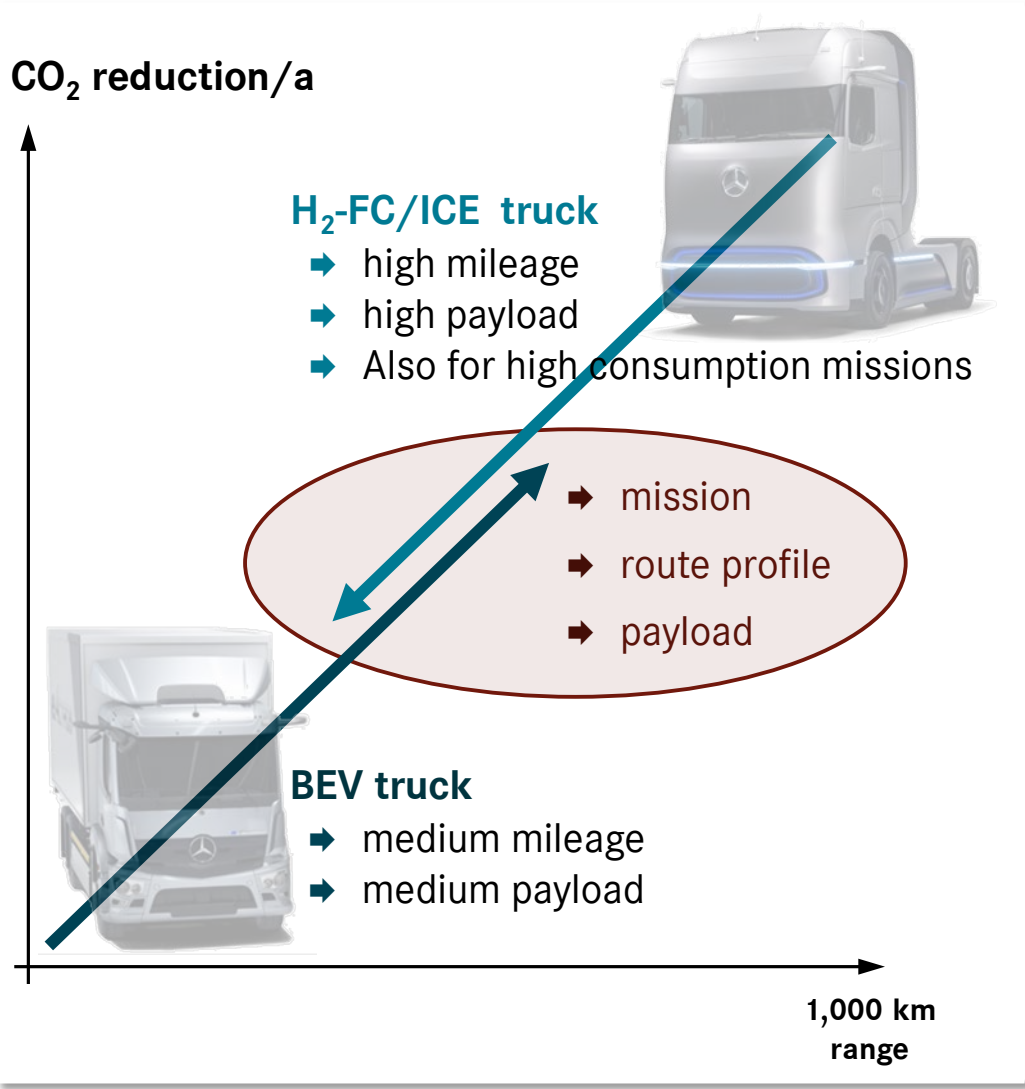 CO₂ reduction/a
H₂-FC/ICE truck
high mileage
high payload
Also for high consumption missions
mission
route profile
payload
BEV truck
medium mileage
medium payload
1,000 km
range